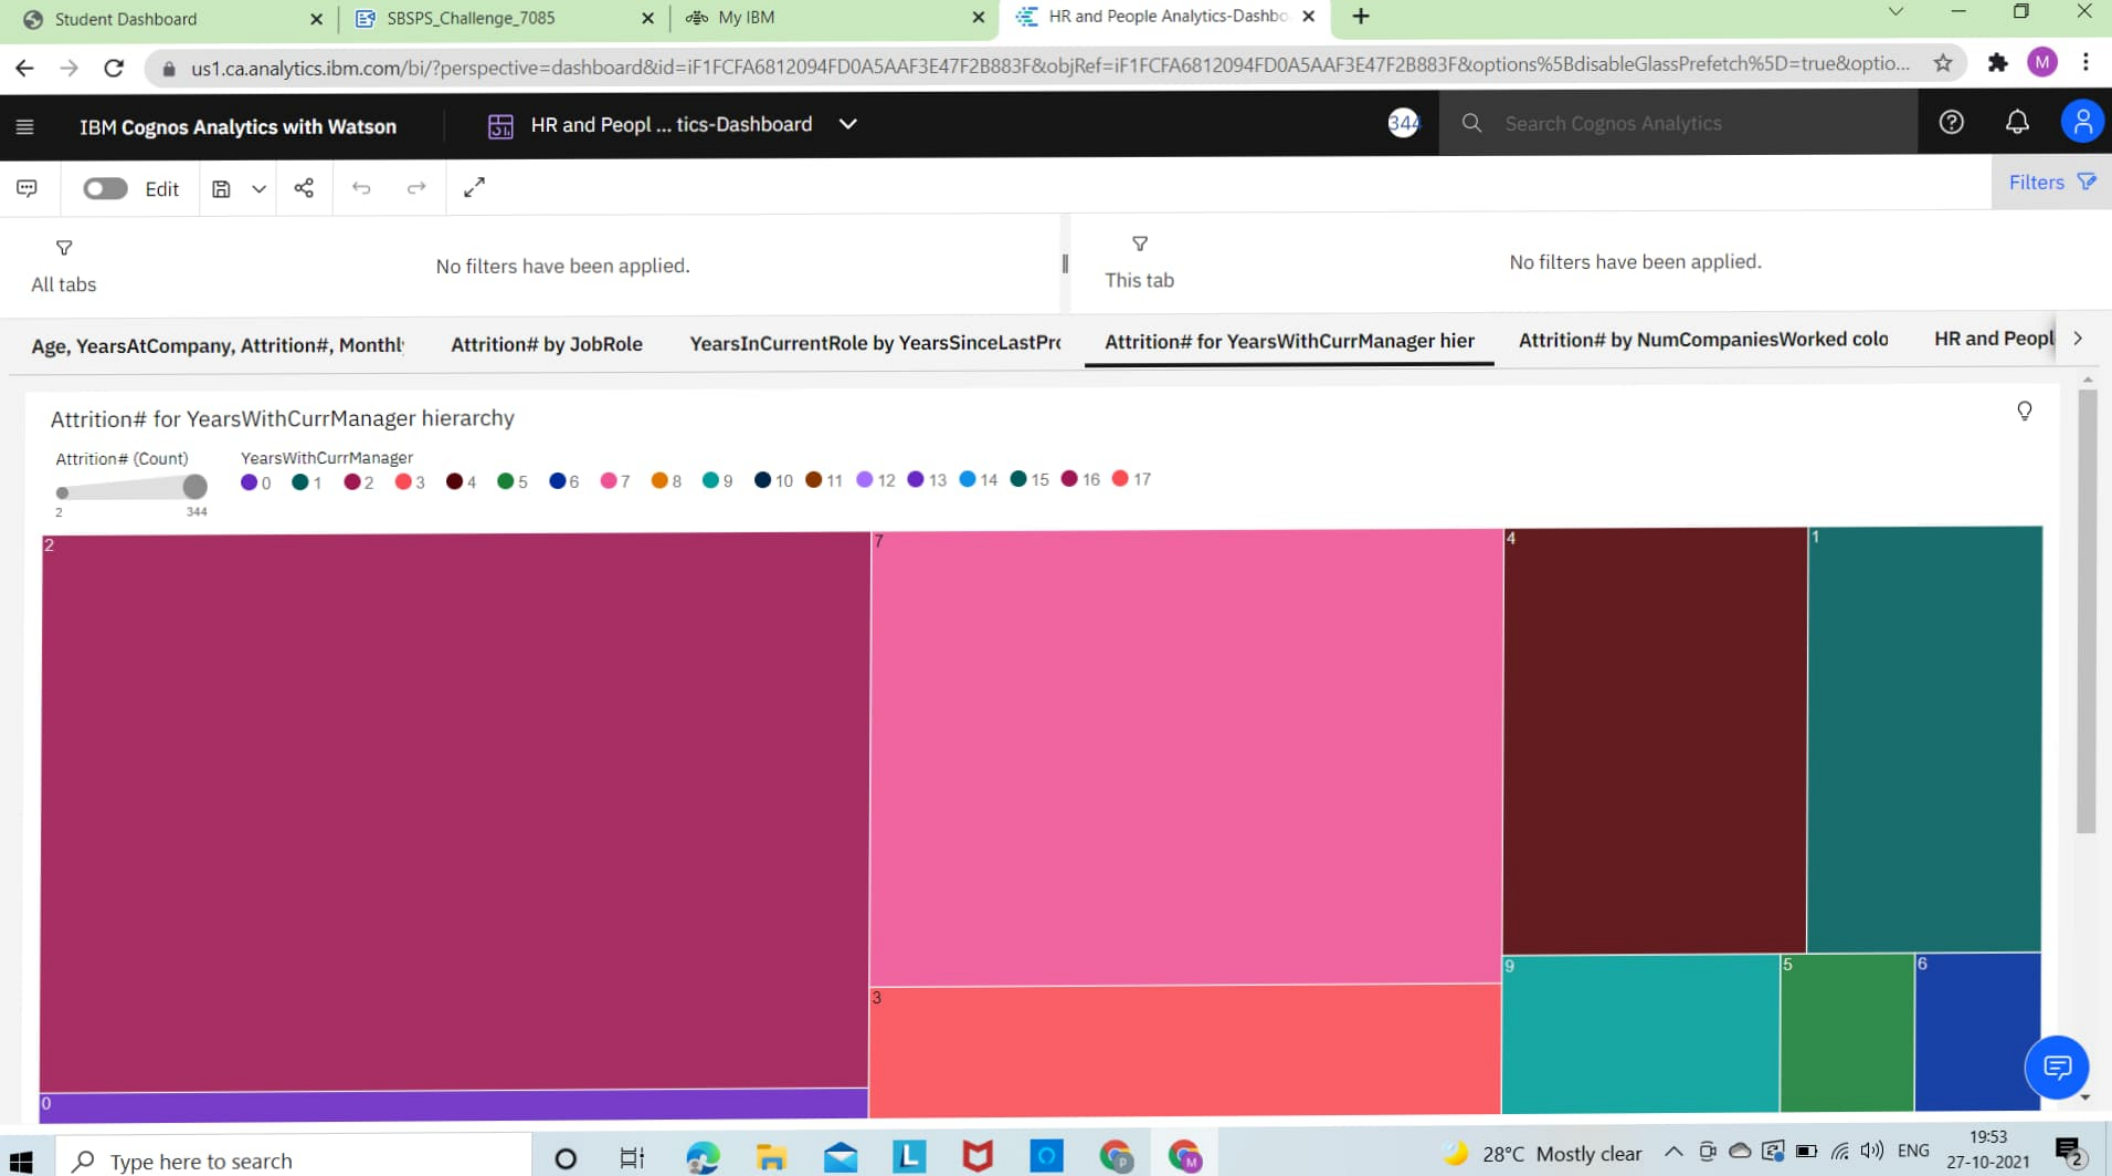 Student Dashboard
SBSPS_Challenge_7085
My IBM
HR and People Analytics-Dashbo
us1.ca.analytics.ibm.com/bi/?perspective=dashboard&id=iF1FCFA6812094FD0A5AAF3E47F2B883F&objRef=iF1FCFA6812094FD0A5AAF3E47F2B883F&options%5BdisableGlassPrefetch%5D=true&optio...
M
IBM Cognos Analytics with Watson
HR and Peopl ... tics-Dashboard
344
Search Cognos Analytics
Edit
Filters
All tabs
No filters have been applied.
This tab
No filters have been applied.
Age, YearsAtCompany, Attrition#, Monthly
Attrition# by JobRole
YearsInCurrentRole by YearsSinceLastPro
Attrition# for YearsWithCurrManager hier
Attrition# by NumCompaniesWorked colo
HR and Peopl
Attrition# for YearsWithCurrManager hierarchy
Attrition# (Count)
2 344
YearsWithCurrManager
0 1 2 3 4 5 6 7 8 9 10 11 12 13 14 15 16 17
2
7
4
1
3
9
5
6
0
Type here to search
L
P
M
28°C Mostly clear
ENG
19:53
27-10-2021
2